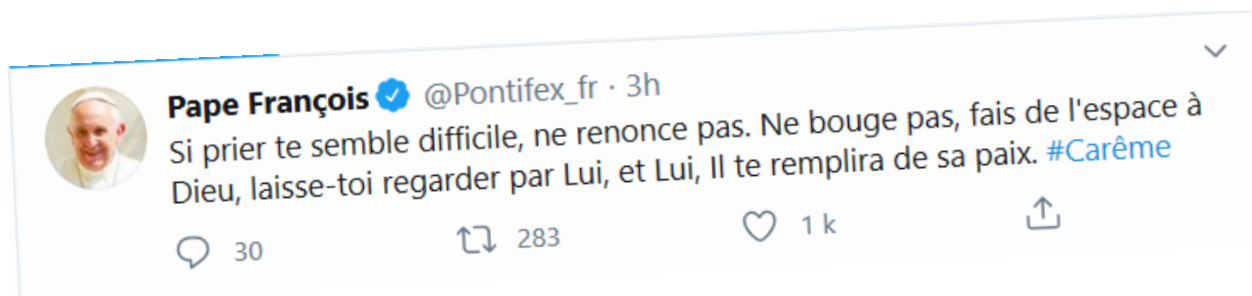 Pape François @Pontifex_fr · 3h
Si prier te semble difficile, ne renonce pas. Ne bouge pas, fais de l'espace à
Dieu, laisse-toi regarder par Lui, et Lui, Il te remplira de sa paix. #Carême
30 283 1 k